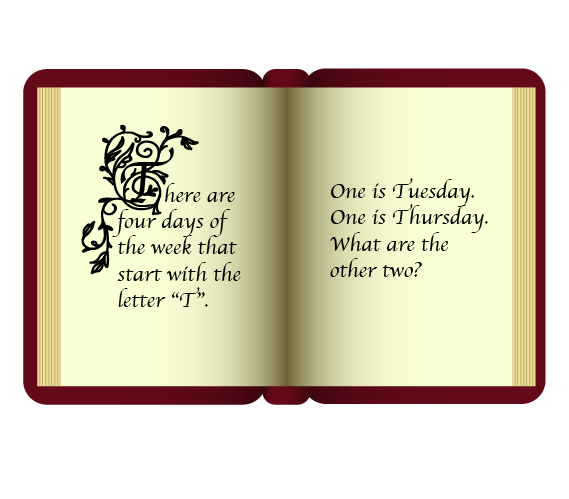 There are
four days of
the week that
start with the
letter “T”.
One is Tuesday.
One is Thursday.
What are the
other two?